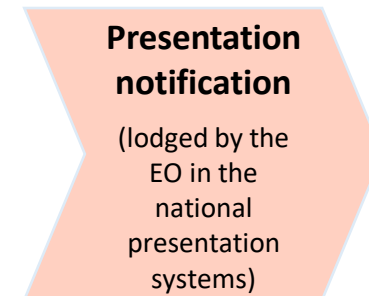 Presentation
notification
(lodged by the
EO in the
national
presentation
systems)